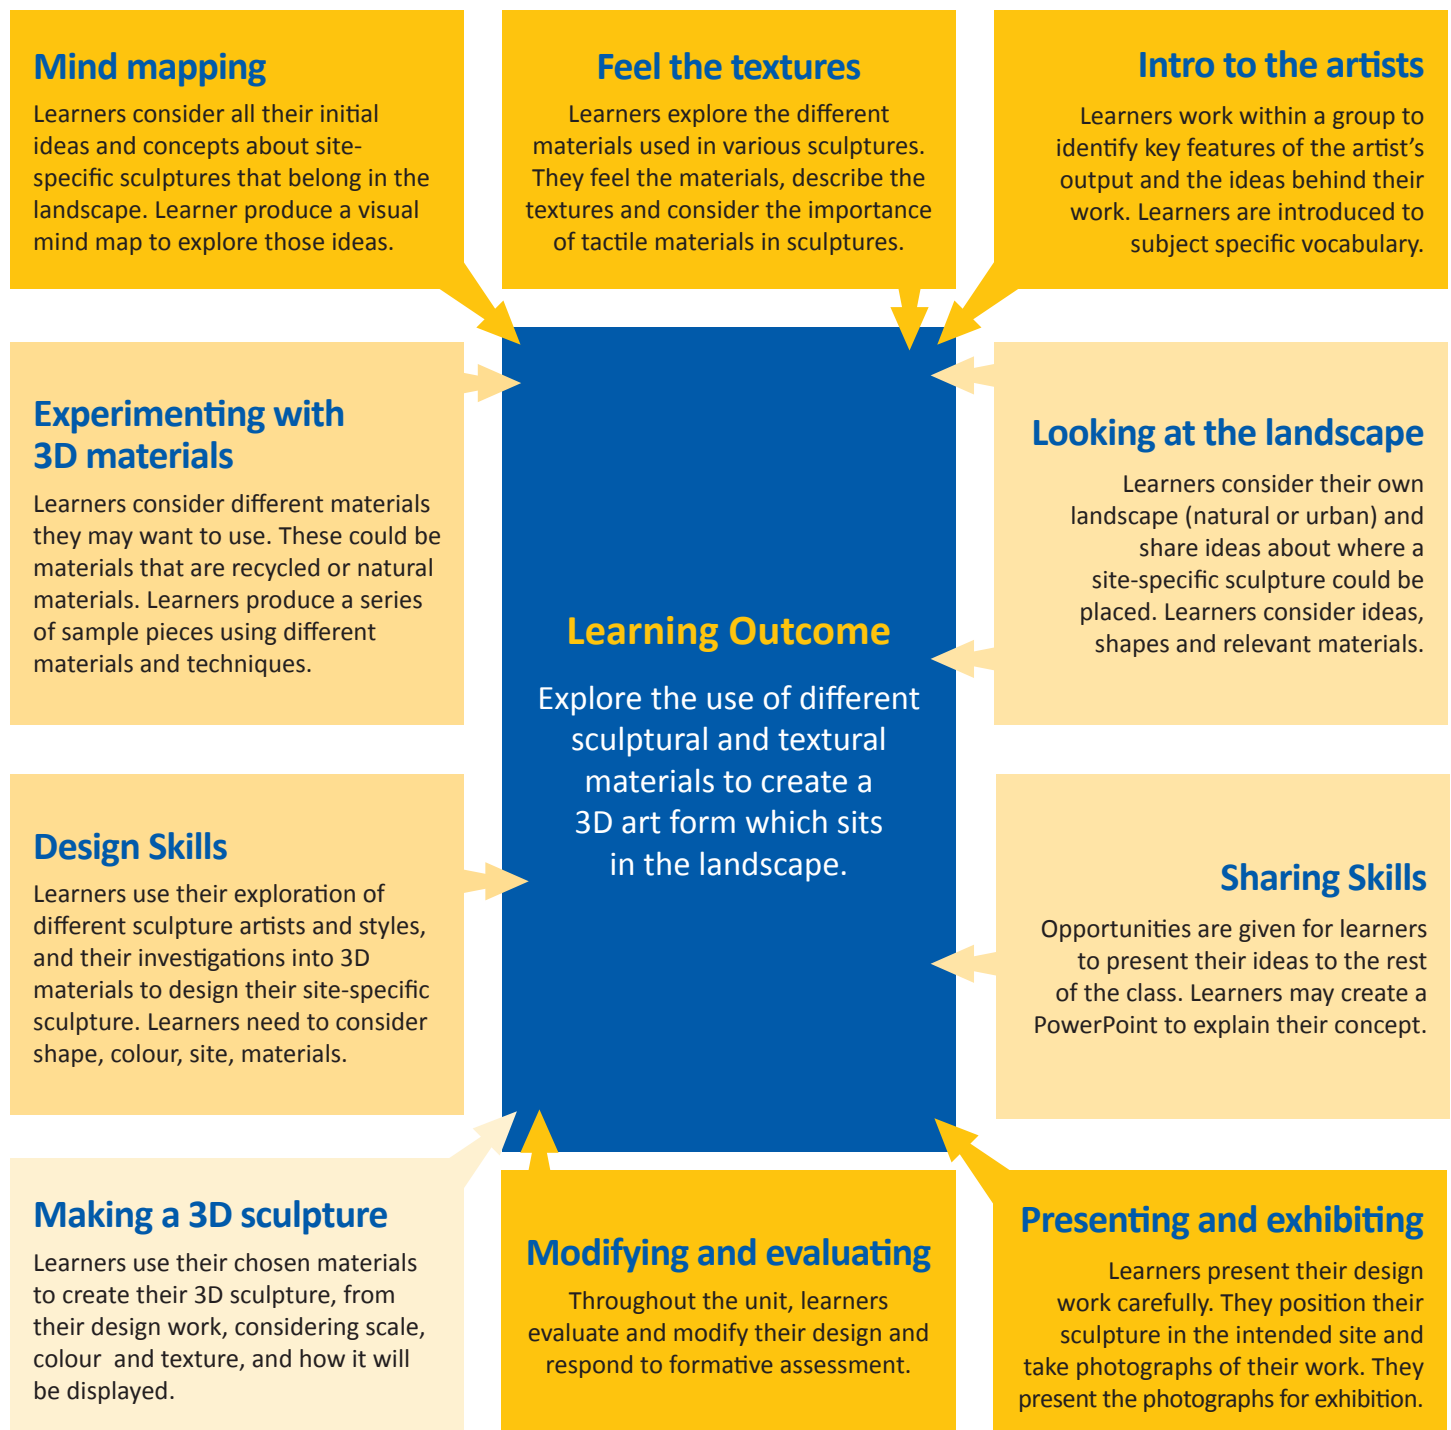 Mind mapping
Learners consider all their initial
ideas and concepts about site-
specific sculptures that belong in the
landscape. Learner produce a visual
mind map to explore those ideas.
Feel the textures
Learners explore the different
materials used in various sculptures.
They feel the materials, describe the
textures and consider the importance
of tactile materials in sculptures.
Intro to the artists
Learners work within a group to
identify key features of the artist’s
output and the ideas behind their
work. Learners are introduced to
subject specific vocabulary.
Experimenting with
3D materials
Learners consider different materials
they may want to use. These could be
materials that are recycled or natural
materials. Learners produce a series
of sample pieces using different
materials and techniques.
Learning Outcome
Explore the use of different
sculptural and textural
materials to create a
3D art form which sits
in the landscape.
Looking at the landscape
Learners consider their own
landscape (natural or urban) and
share ideas about where a
site-specific sculpture could be
placed. Learners consider ideas,
shapes and relevant materials.
Design Skills
Learners use their exploration of
different sculpture artists and styles,
and their investigations into 3D
materials to design their site-specific
sculpture. Learners need to consider
shape, colour, site, materials.
Sharing Skills
Opportunities are given for learners
to present their ideas to the rest
of the class. Learners may create a
PowerPoint to explain their concept.
Making a 3D sculpture
Learners use their chosen materials
to create their 3D sculpture, from
their design work, considering scale,
colour  and texture, and how it will
be displayed.
Modifying and evaluating
Throughout the unit, learners
evaluate and modify their design and
respond to formative assessment.
Presenting and exhibiting
Learners present their design
work carefully. They position their
sculpture in the intended site and
take photographs of their work. They
present the photographs for exhibition.